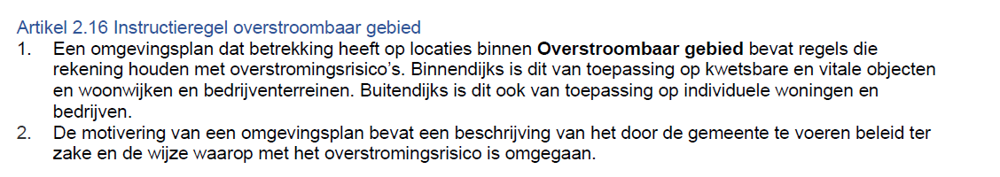 Artikel 2.16 Instructieregel overstroombaar gebied
1. Een omgevingsplan dat betrekking heeft op locaties binnen Overstroombaar gebied bevat regels die
rekening houden met overstromingsrisico’s. Binnendijks is dit van toepassing op kwetsbare en vitale objecten
en woonwijken en bedrijventerreinen. Buitendijks is dit ook van toepassing op individuele woningen en
bedrijven.
2. De motivering van een omgevingsplan bevat een beschrijving van het door de gemeente te voeren beleid ter
zake en de wijze waarop met het overstromingsrisico is omgegaan.